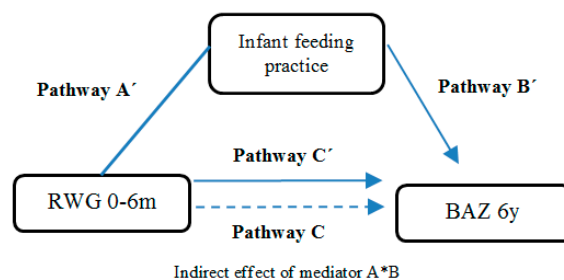 Infant feeding
practice
Pathway A´
Pathway B´
Pathway C´
RWG 0-6m
BAZ 6y
Pathway C
Indirect effect of mediator A*B